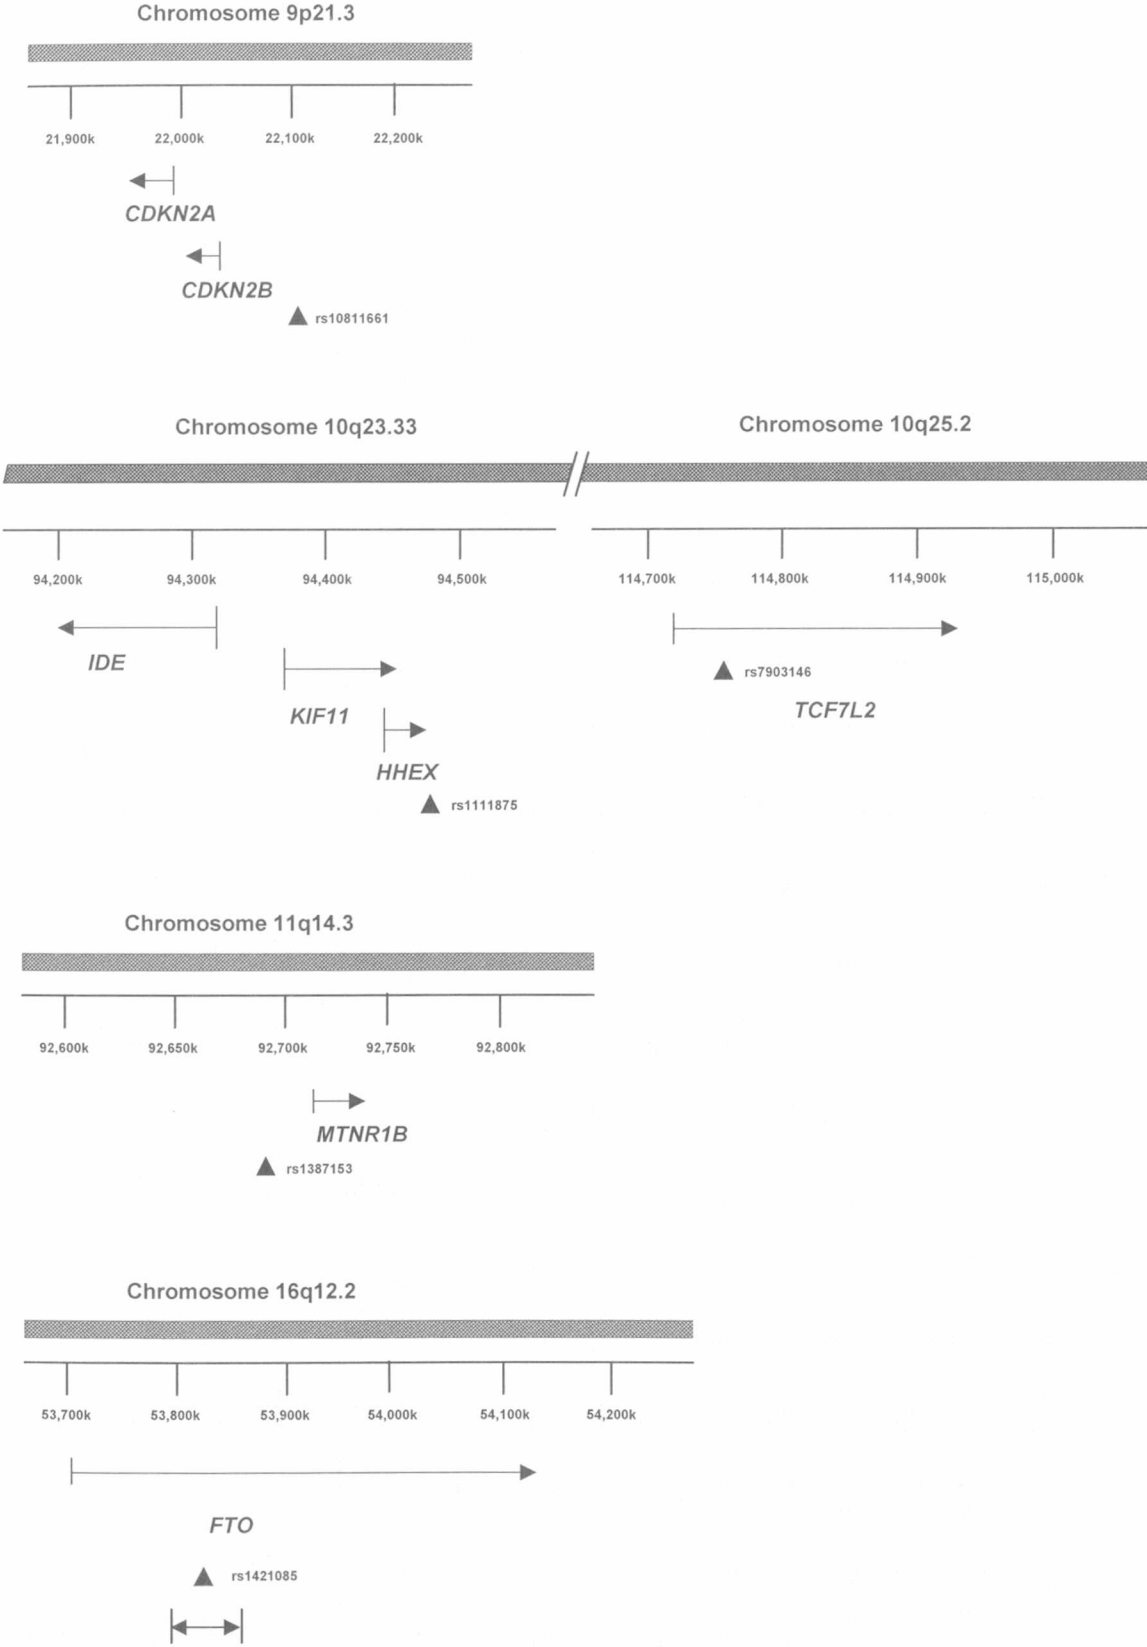 Chromosome 9p21.3
21,900k 22,000k 22,100k 22,200k
CDKN2A
CDKN2B
rs10811661
Chromosome 10q23.33 Chromosome 10q25.2
94,200k 94,300k 94,400k 94,500k 114,700k 114,800k 114,900k 115,000k
IDE
rs7903146
KIF11 TCF7L2
HHEX
rs1111875
Chromosome 11q14.3
92,600k 92,650k 92,700k 92,750k 92,800k
MTNR1B
rs1387153
Chromosome 16q12.2
53,700k 53,800k 53,900k 54,000k 54,100k 54,200k
FTO
rs1421085